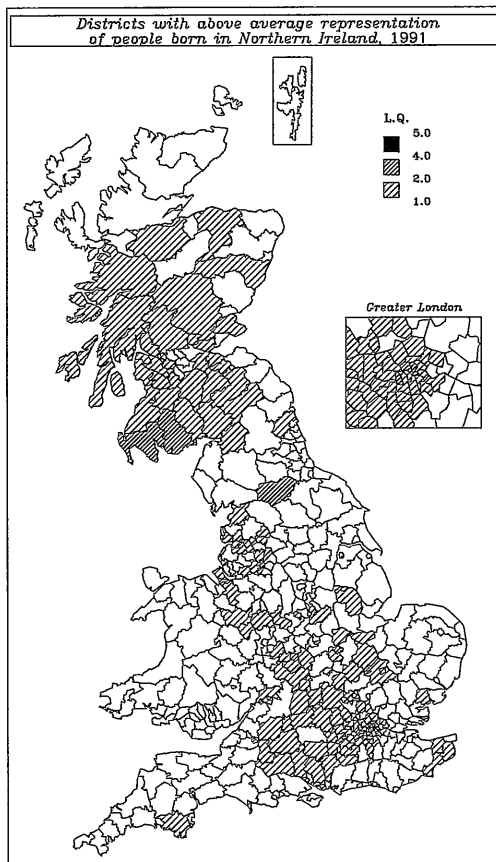 Districts with above average representation
of people born in Northern Ireland, 1991
L.Q.
5.0
4.0
2.0
1.0
Greater London